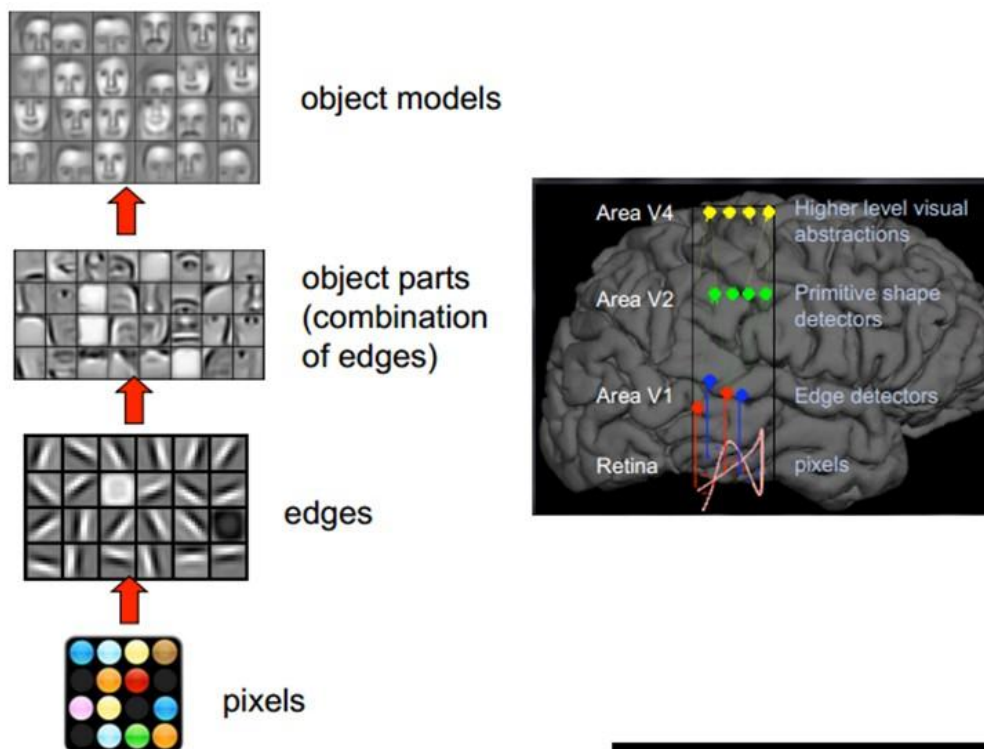 object models
object parts
(combination
of edges)
edges
pixels
Area V4
Higher level visual
abstractions
Area V2
Primitive shape
detectors
Area V1
Edge detectors
Retina
pixels